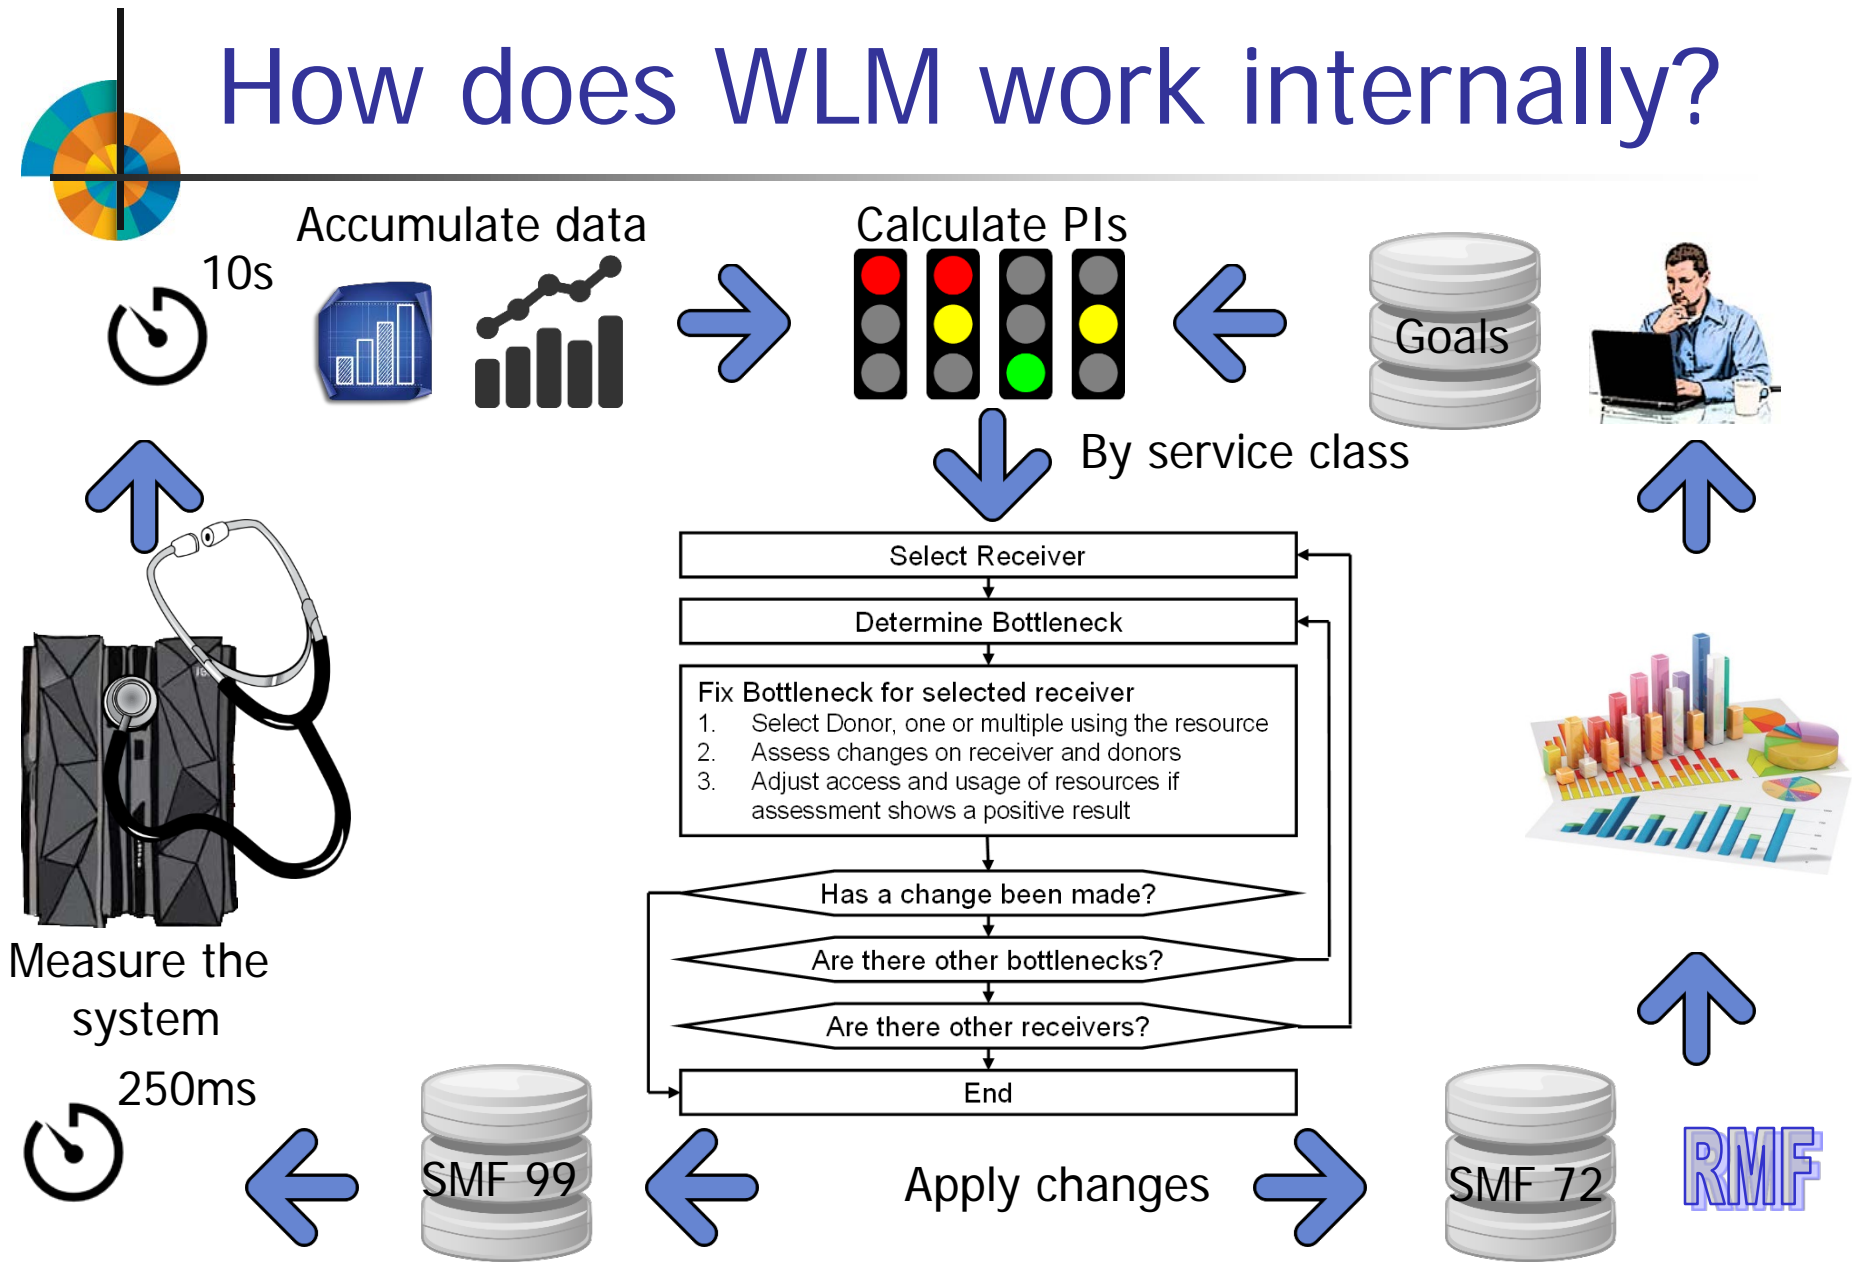 How does WLM work internally?
Accumulate data
Calculate PIs
10s
Goals
By service class
Select Receiver
Determine Bottleneck
Fix Bottleneck for selected receiver
1. Select Donor, one or multiple using the resource
2. Assess changes on receiver and donors
3. Adjust access and usage of resources if
assessment shows a positive result
Has a change been made?
Are there other bottlenecks?
Are there other receivers?
End
Measure the
system
250ms
SMF 99
Apply changes
SMF 72
RMF